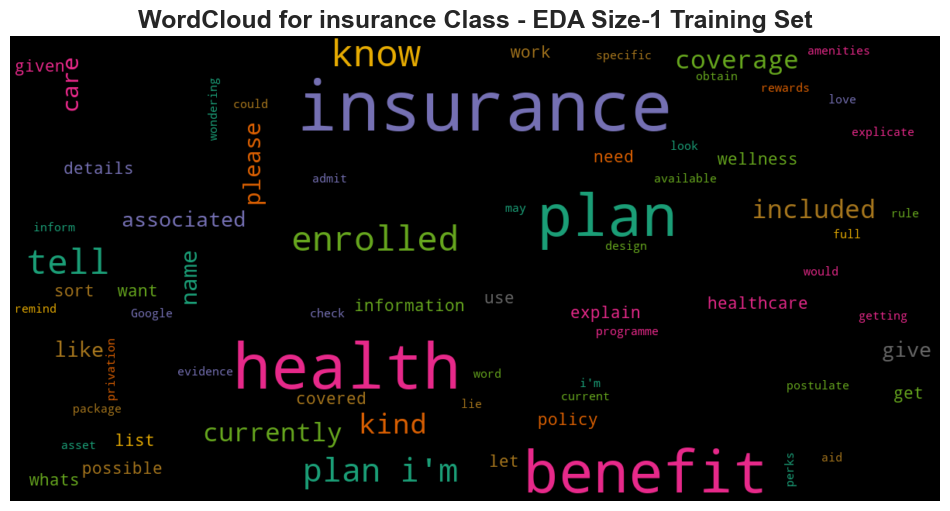 WordCloud for insurance Class - EDA Size-1 Training Set
know
work
specific
coverage
amenities
given
care
obtain
rewards
wondering
could
insurance
love
please
explicate
look
need
wellness
details
admit
available
associated
may
plan
included
rule
inform
enrolled
design
full
tell
name
would
sort
want
information
use
healthcare
remind
Google
check
explain
getting
programme
like
privation
evidence
health
word
i'm
give
postulate
current
get
package
covered
lie
currently
kind
policy
asset
list
possible
plan i'm
let
benefit
perks
aid
whats